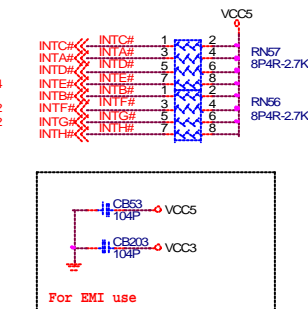 VCC5
INTC# INTC# 1 2
INTA# INTA# 3 4 RN57
INTD# INTD# 5 6 8P4R-2.7K
INTE# INTE# 7 8
INTB# INTB# 1 2
INTF# INTF# 3 4 RN56
INTG# INTG# 5 6 8P4R-2.7K
INTH# INTH# 7 8
CB53 VCC5
104P
CB203 VCC3
104P
For EMI use